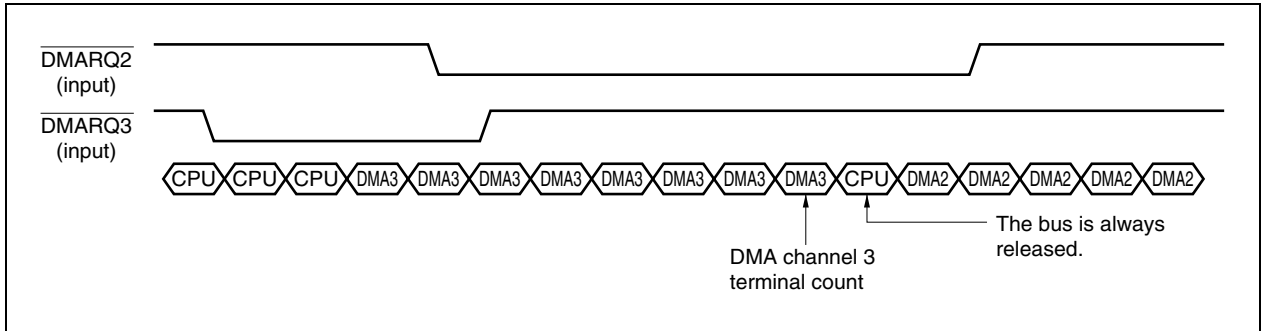 DMARQ2
(input)
DMARQ3
(input)
CPU CPU CPU DMA3 DMA3 DMA3 DMA3 DMA3 DMA3 DMA3 DMA3 CPU DMA2 DMA2 DMA2 DMA2 DMA2
The bus is always
released.
DMA channel 3
terminal count